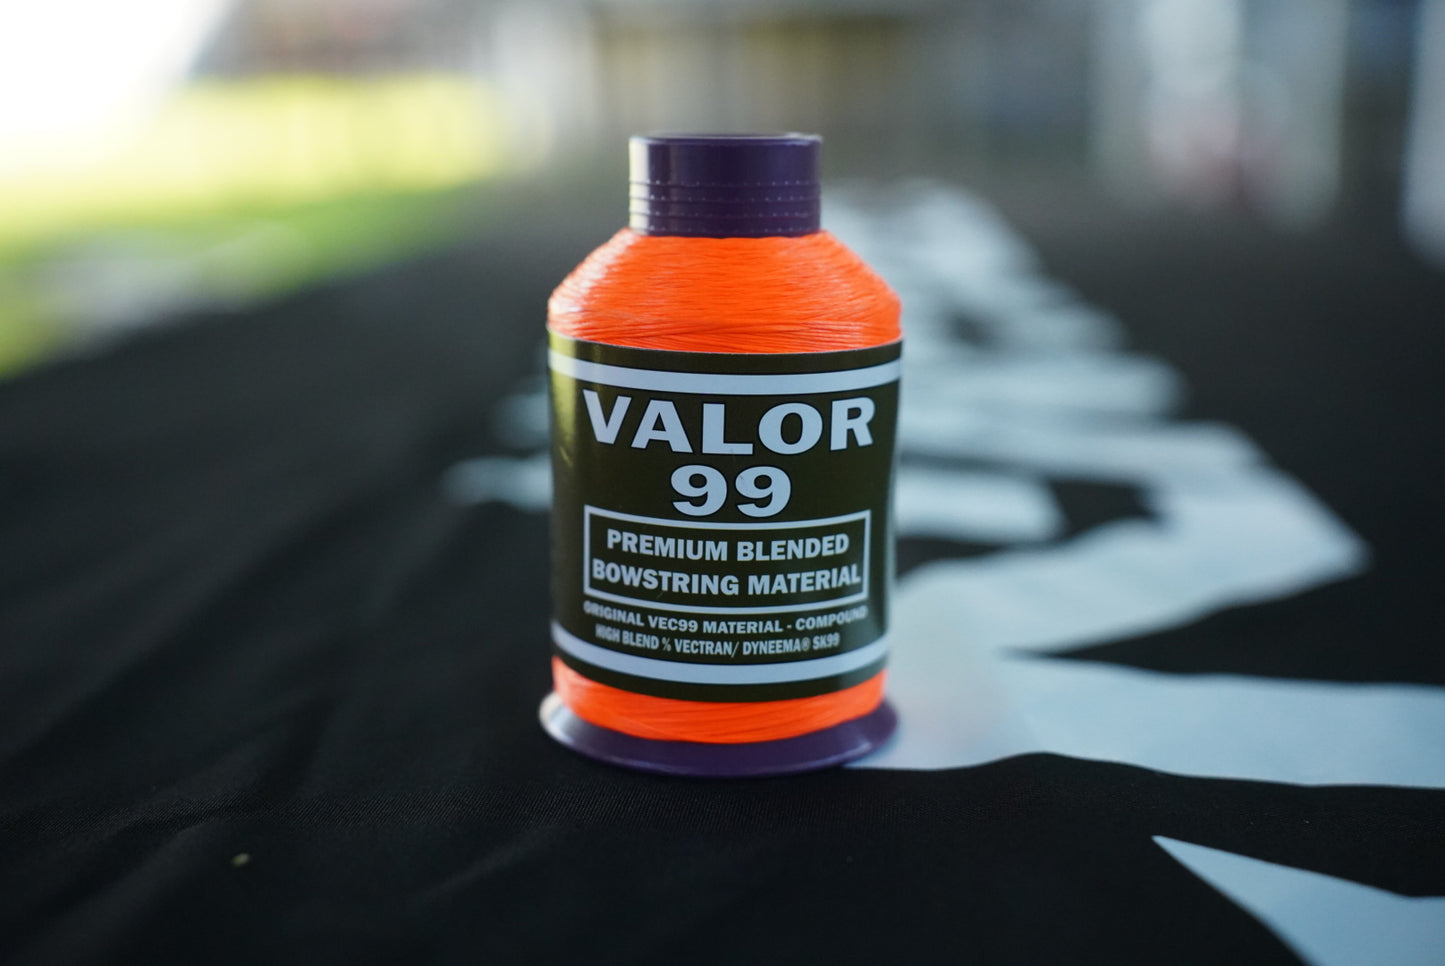 VALOR
99
PREMIUM BLENDED
BOWSTRING MATERIAL
ORIGINAL VEC99 MATERIAL - COMPOUND
HIGH BLEND % VECTRAN/ DYNEEMA® SK99